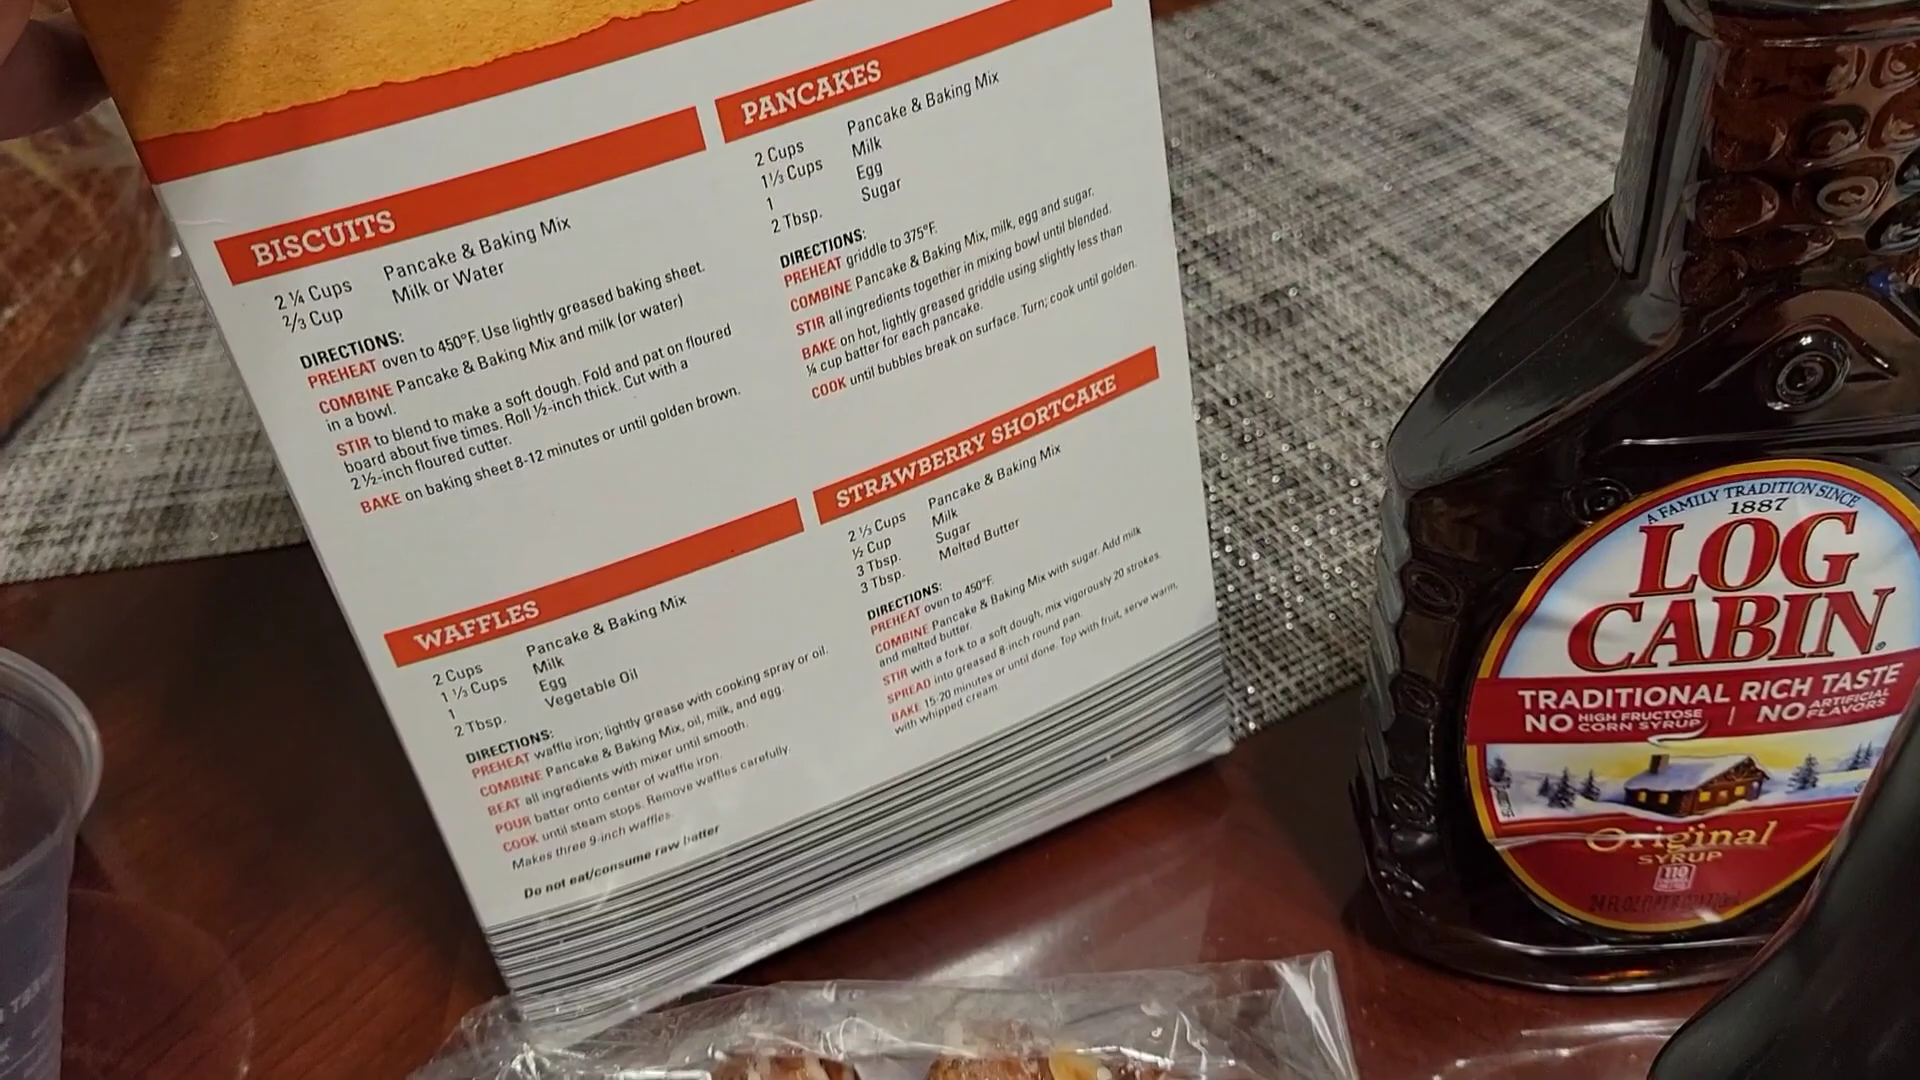 BISCUITS
2 ¼ Cups Pancake & Baking Mix
⅔ Cup Milk or Water
DIRECTIONS:
PREHEAT oven to 450°F. Use lightly greased baking sheet.
COMBINE Pancake & Baking Mix and milk (or water)
in a bowl.
STIR to blend to make a soft dough. Fold and pat on floured
board about five times. Roll ½-inch thick. Cut with a
2 ½-inch floured cutter.
BAKE on baking sheet 8-12 minutes or until golden brown.
PANCAKES
2 Cups Pancake & Baking Mix
1⅓ Cups Milk
1 Egg
2 Tbsp. Sugar
DIRECTIONS:
PREHEAT griddle to 375°F.
COMBINE Pancake & Baking Mix, milk, egg and sugar.
STIR all ingredients together in mixing bowl until blended.
BAKE on hot, lightly greased griddle using slightly less than
¼ cup batter for each pancake.
COOK until bubbles break on surface. Turn; cook until golden.
WAFFLES
2 Cups Pancake & Baking Mix
1 ⅓ Cups Milk
1 Egg
2 Tbsp. Vegetable Oil
DIRECTIONS:
PREHEAT waffle iron; lightly grease with cooking spray or oil.
COMBINE Pancake & Baking Mix, oil, milk, and egg.
BEAT all ingredients with mixer until smooth.
POUR batter onto center of waffle iron.
COOK until steam stops. Remove waffles carefully.
Makes three 9-inch waffles.
Do not eat/consume raw batter
STRAWBERRY SHORTCAKE
2 ⅓ Cups Pancake & Baking Mix
½ Cup Milk
3 Tbsp. Sugar
3 Tbsp. Melted Butter
DIRECTIONS:
PREHEAT oven to 450°F.
COMBINE Pancake & Baking Mix with sugar. Add milk
and melted butter.
STIR with a fork to a soft dough; mix vigorously 20 strokes.
SPREAD into greased 8-inch round pan.
BAKE 15-20 minutes or until done. Top with fruit, serve warm,
with whipped cream.
A FAMILY TRADITION SINCE
1887
LOG
CABIN®
TRADITIONAL RICH TASTE
NO HIGH FRUCTOSE CORN SYRUP | NO ARTIFICIAL FLAVORS
Original
SYRUP
110